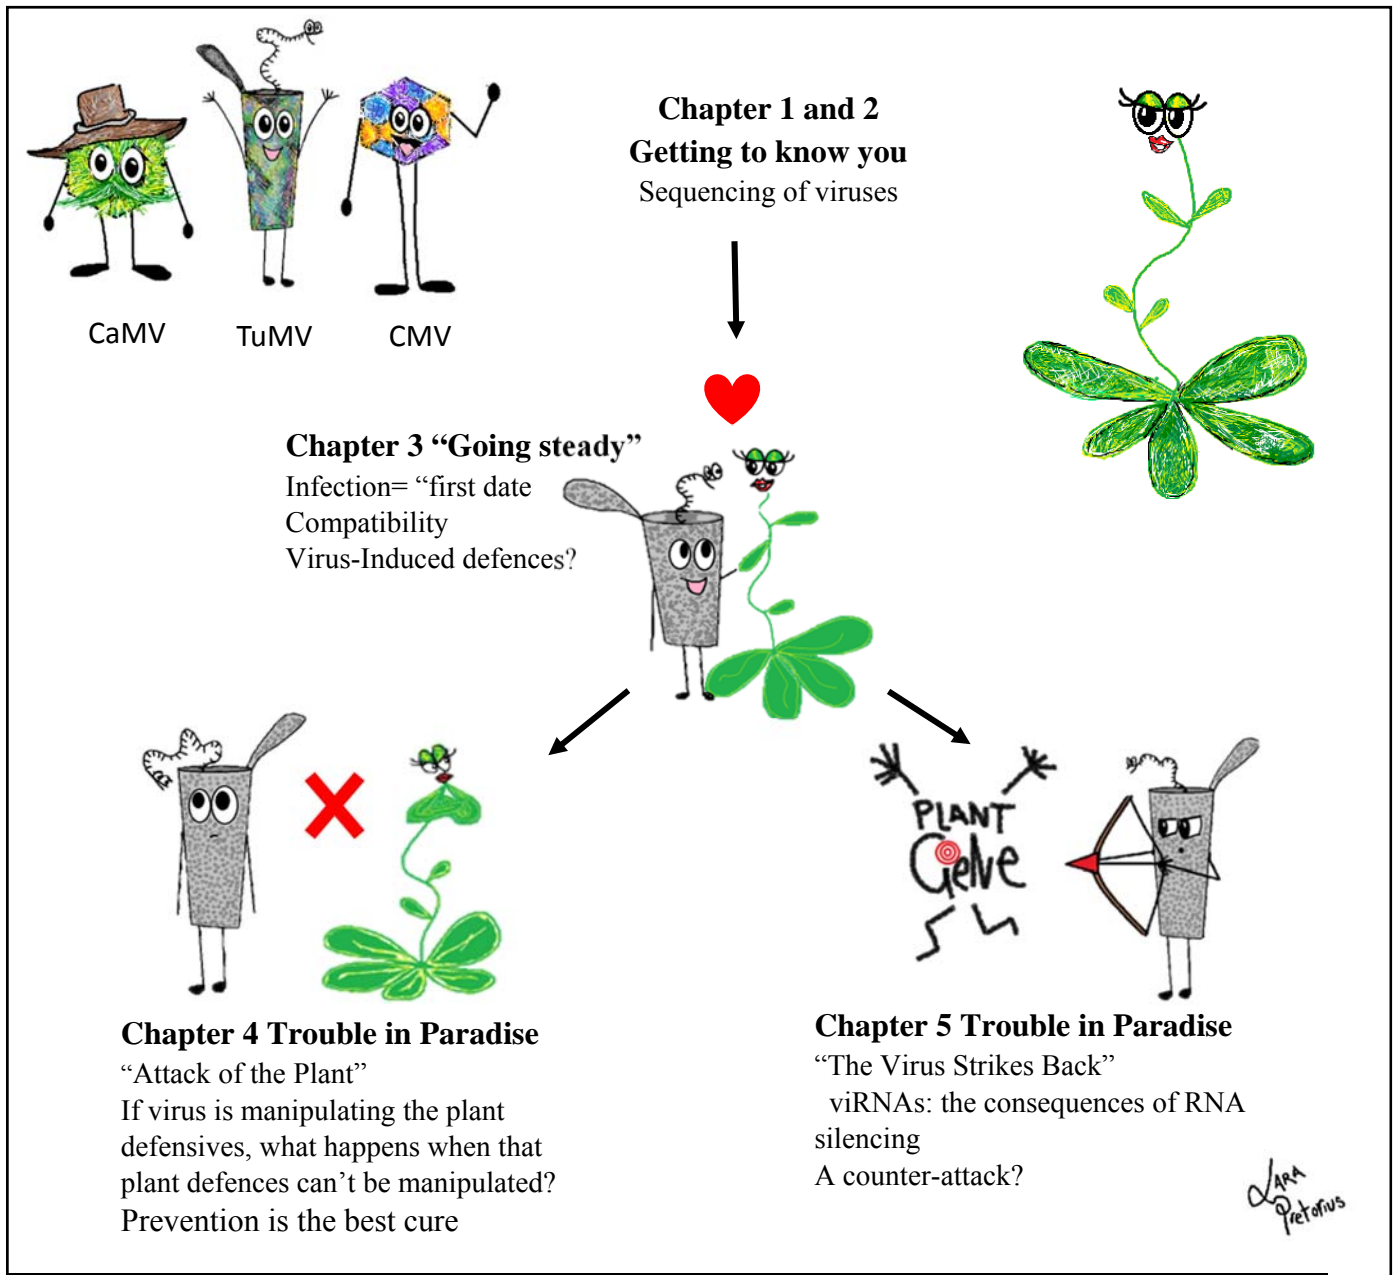 Chapter 1 and 2
Getting to know you
Sequencing of viruses
CaMV
TuMV
CMV
Chapter 3 “Going steady”
Infection= “first date
Compatibility
Virus-Induced defences?
PLANT
GeNe
Chapter 4 Trouble in Paradise
“Attack of the Plant”
If virus is manipulating the plant
defensives, what happens when that
plant defences can’t be manipulated?
Prevention is the best cure
Chapter 5 Trouble in Paradise
“The Virus Strikes Back”
viRNAs: the consequences of RNA
silencing
A counter-attack?
LARA
Pretorius